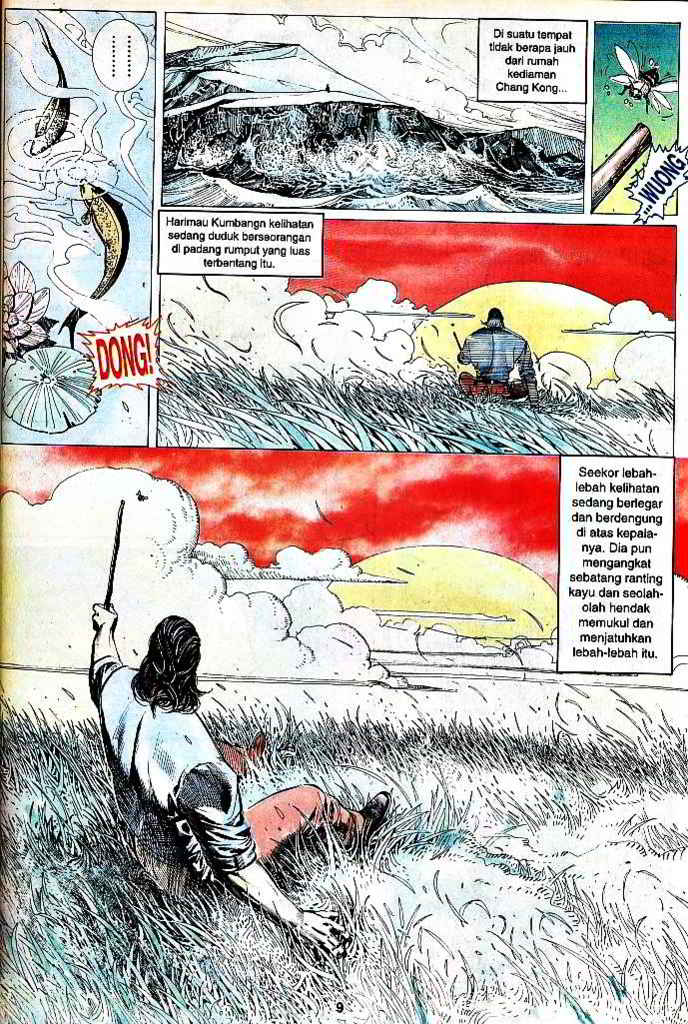 DONG!
Di suatu tempat
tidak berapa jauh
dari rumah
kediaman
Chang Kong...
..WUONG
Harimau Kumbangn kelihatan
sedang duduk berseorangan
di padang rumput yang luas
terbentang itu.
Seekor lebah-
lebah kelihatan
sedang berlegar
dan berdengung
di atas kepala-
nya. Dia pun
mengangkat
sebatang ranting
kayu dan seolah-
olah hendak
memukul dan
menjatuhkan
lebah-lebah itu.
9